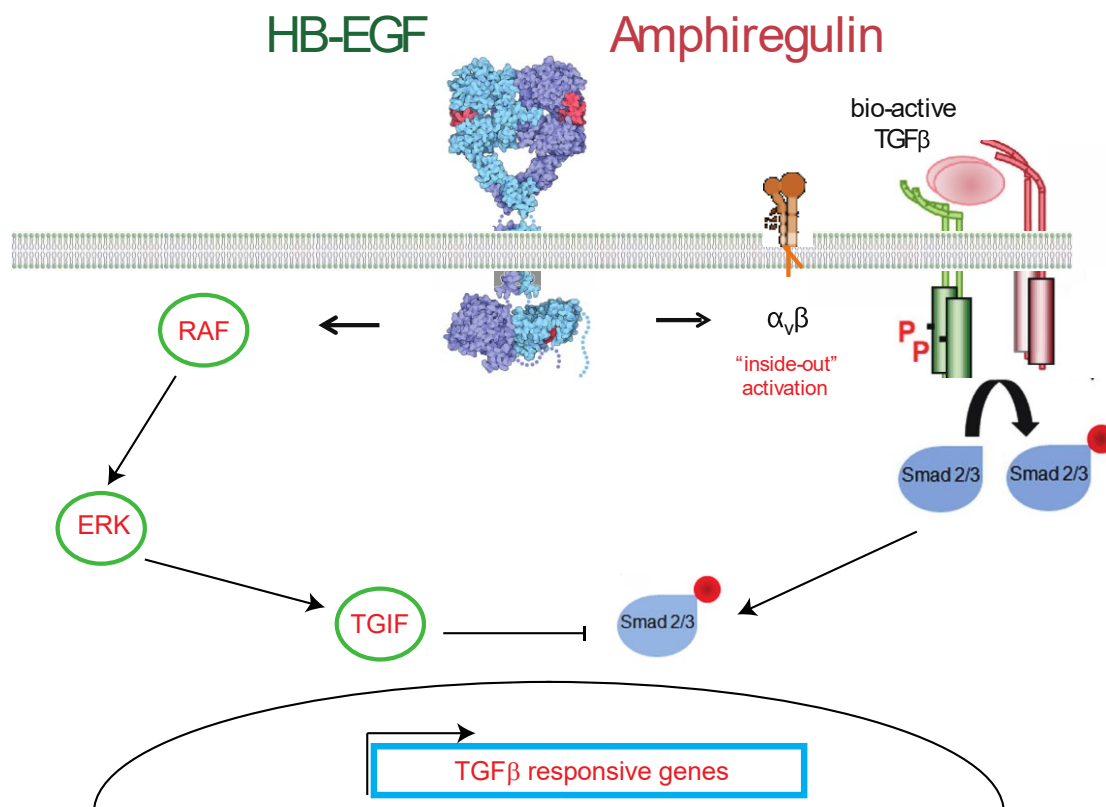 HB-EGF
Amphiregulin
bio-active
TGFβ
RAF
αvβ
“inside-out”
activation
P
P
Smad 2/3
Smad 2/3
ERK
TGIF
Smad 2/3
TGFβ responsive genes